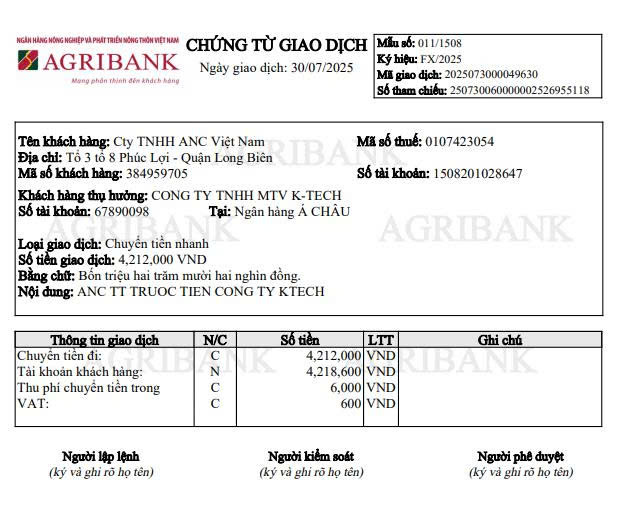 NGÂN HÀNG NÔNG NGHIỆP VÀ PHÁT TRIỂN NÔNG THÔN VIỆT NAM
AGRIBANK
Mang phồn thịnh đến khách hàng
CHỨNG TỪ GIAO DỊCH
Ngày giao dịch: 30/07/2025
Mẫu số: 011/1508
Ký hiệu: FX/2025
Mã giao dịch: 2025073000049630
Số tham chiếu: 250730060000002526955118
Tên khách hàng: Cty TNHH ANC Việt Nam Mã số thuế: 0107423054
Địa chỉ: Tổ 3 tô 8 Phúc Lợi - Quận Long Biên
Mã số khách hàng: 384959705 Số tài khoản: 1508201028647
Khách hàng thụ hưởng: CONG TY TNHH MTV K-TECH
Số tài khoản: 67890098 Tại: Ngân hàng Á CHÂU
AGRIBANK
AGRIBANK
AGRIBANK
Loại giao dịch: Chuyển tiền nhanh
Số tiền giao dịch: 4,212,000 VND
Bằng chữ: Bốn triệu hai trăm mười hai nghìn đồng.
Nội dung: ANC TT TRUOC TIEN CONG TY KTECH
Thông tin giao dịch N/C Số tiền LTT Ghi chú
Chuyển tiền đi: C 4,212,000 VND
Tài khoản khách hàng: N 4,218,600 VND
Thu phí chuyển tiền trong C 6,000 VND
VAT: C 600 VND
AGRIBANK
AGRIBANK
Người lập lệnh Người kiểm soát Người phê duyệt
(ký và ghi rõ họ tên) (ký và ghi rõ họ tên) (ký và ghi rõ họ tên)